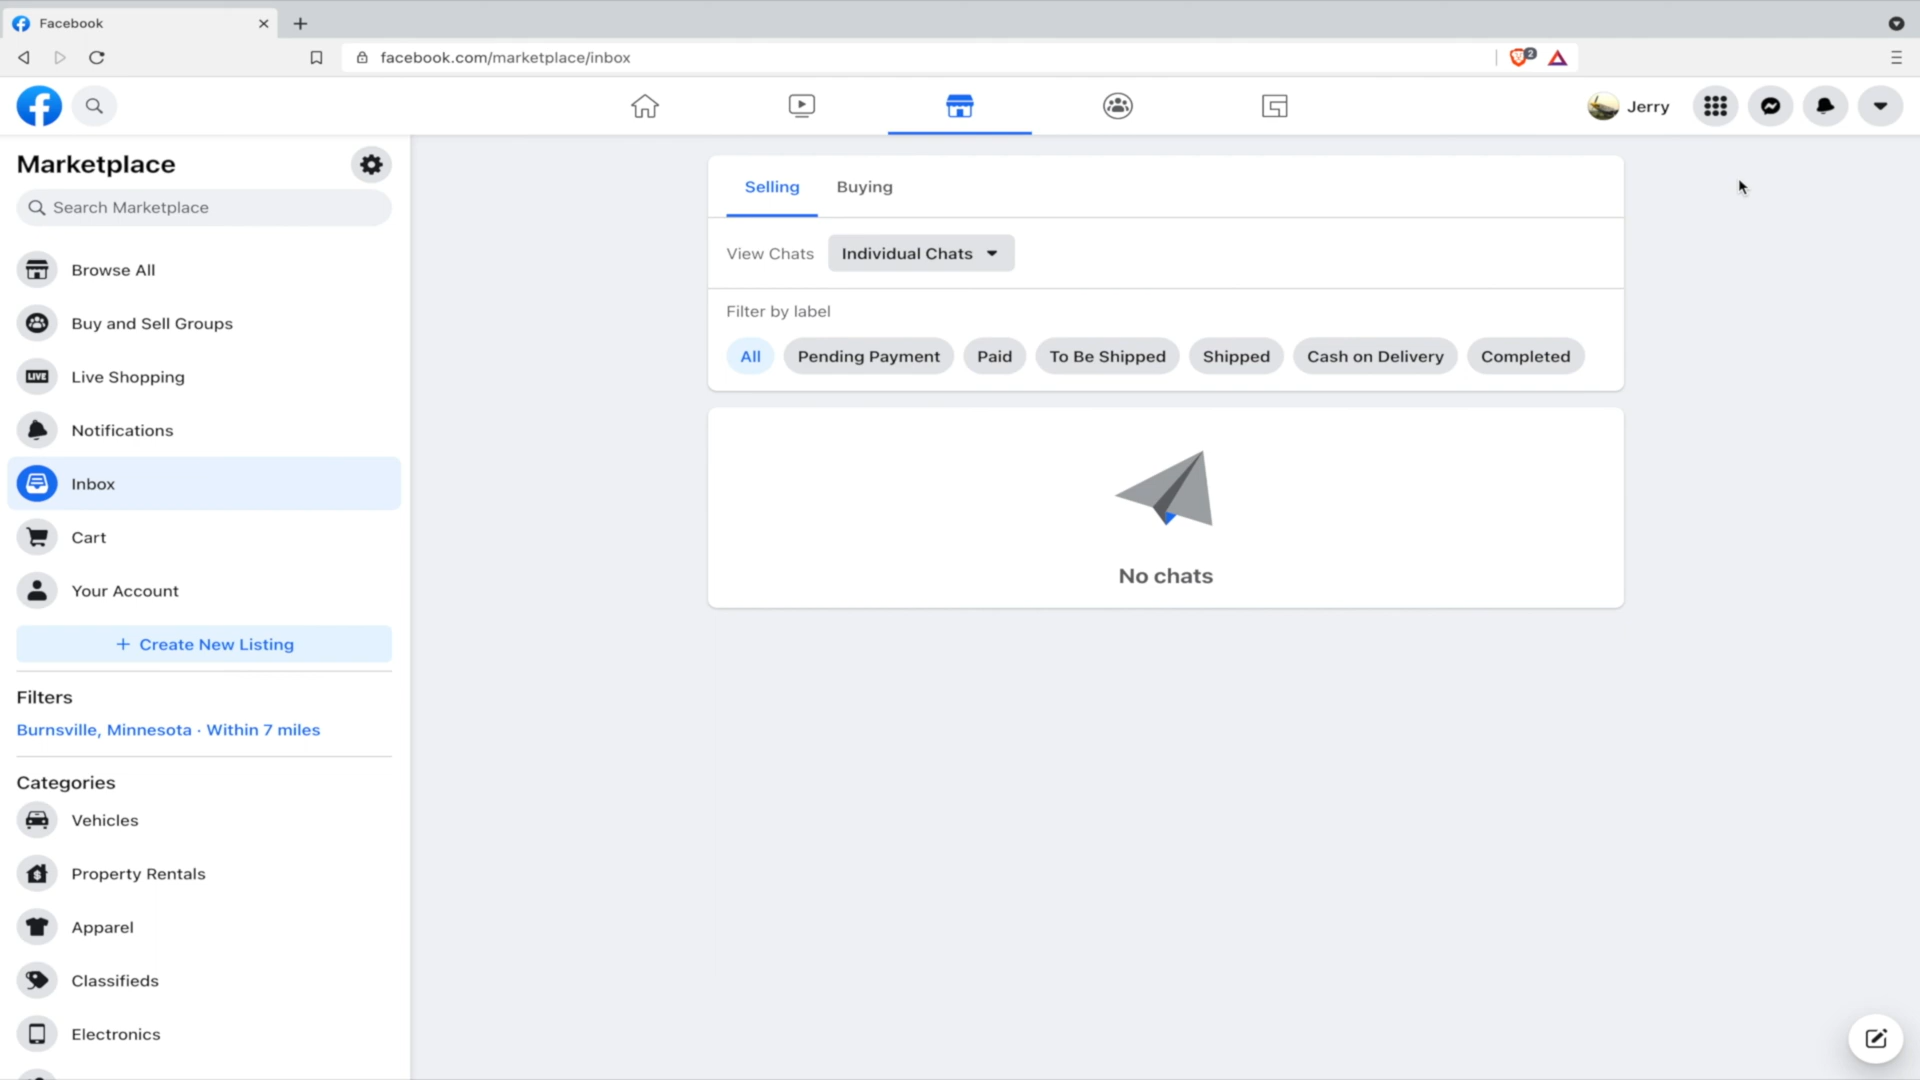 Facebook
facebook.com/marketplace/inbox
2
Jerry
Marketplace
Search Marketplace
Browse All
Buy and Sell Groups
LIVE
Live Shopping
Notifications
Inbox
Cart
Your Account
+ Create New Listing
Filters
Burnsville, Minnesota · Within 7 miles
Categories
Vehicles
Property Rentals
Apparel
Classifieds
Electronics
Selling Buying
View Chats Individual Chats
Filter by label
All Pending Payment Paid To Be Shipped Shipped Cash on Delivery Completed
No chats